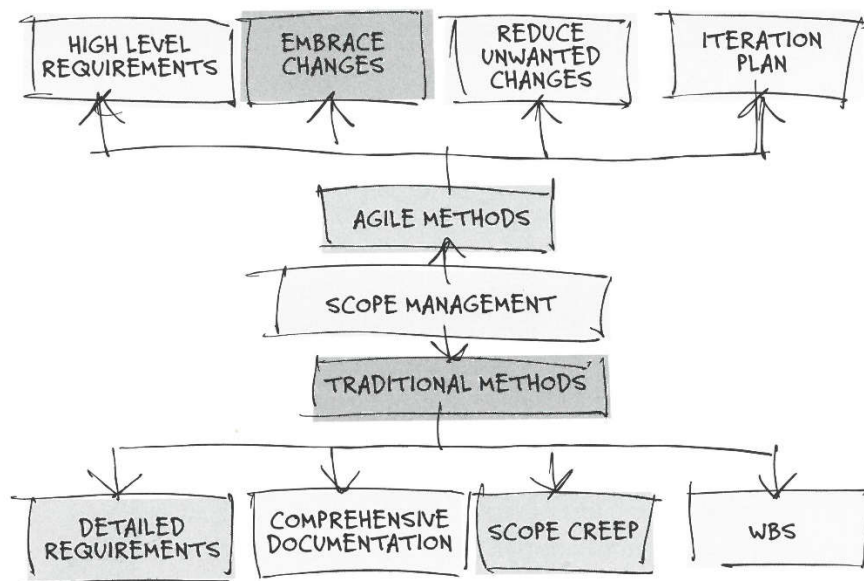 HIGH LEVEL
REQUIREMENTS
EMBRACE
CHANGES
REDUCE
UNWANTED
CHANGES
ITERATION
PLAN
AGILE METHODS
SCOPE MANAGEMENT
TRADITIONAL METHODS
DETAILED
REQUIREMENTS
COMPREHENSIVE
DOCUMENTATION
SCOPE CREEP
WBS